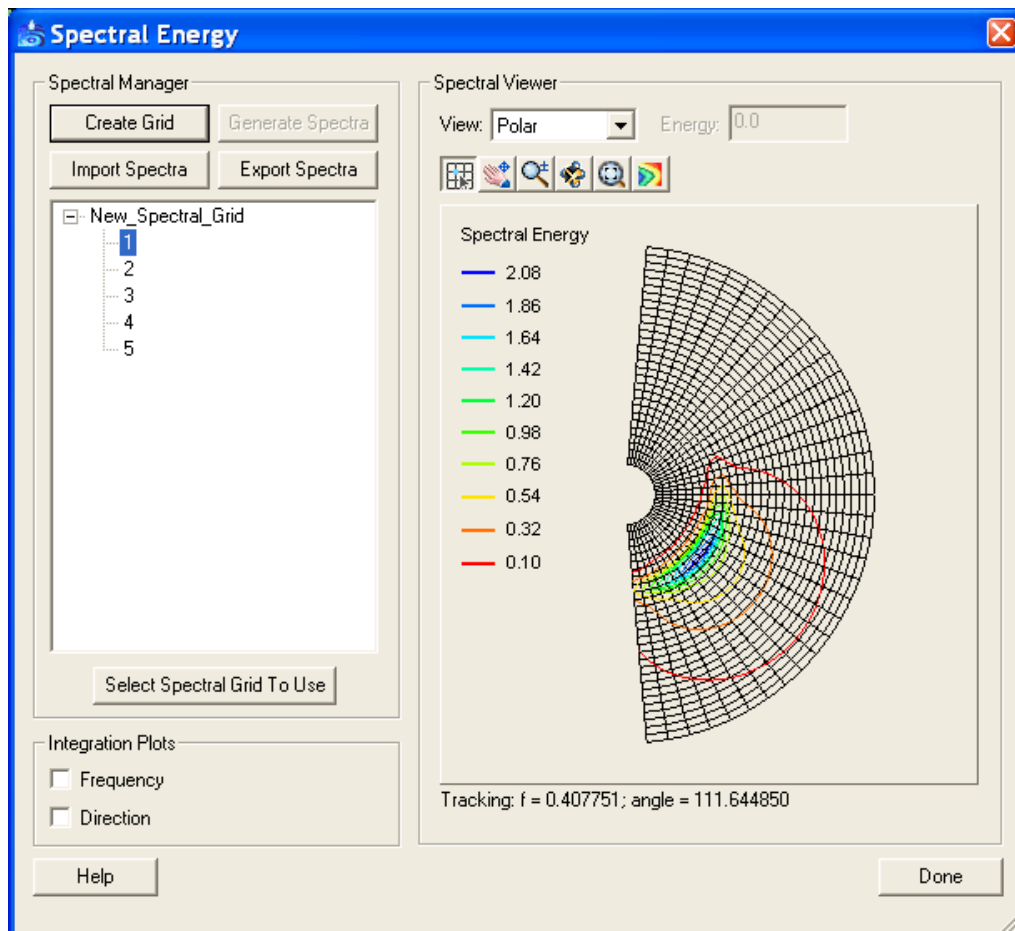 Spectral Energy
Spectral Manager
Create Grid
Generate Spectra
Import Spectra
Export Spectra
New_Spectral_Grid
1
2
3
4
5
Select Spectral Grid To Use
Integration Plots
Frequency
Direction
Help
Spectral Viewer
View: Polar
Energy: 0.0
Spectral Energy
2.08
1.86
1.64
1.42
1.20
0.98
0.76
0.54
0.32
0.10
Tracking: f = 0.407751; angle = 111.644850
Done